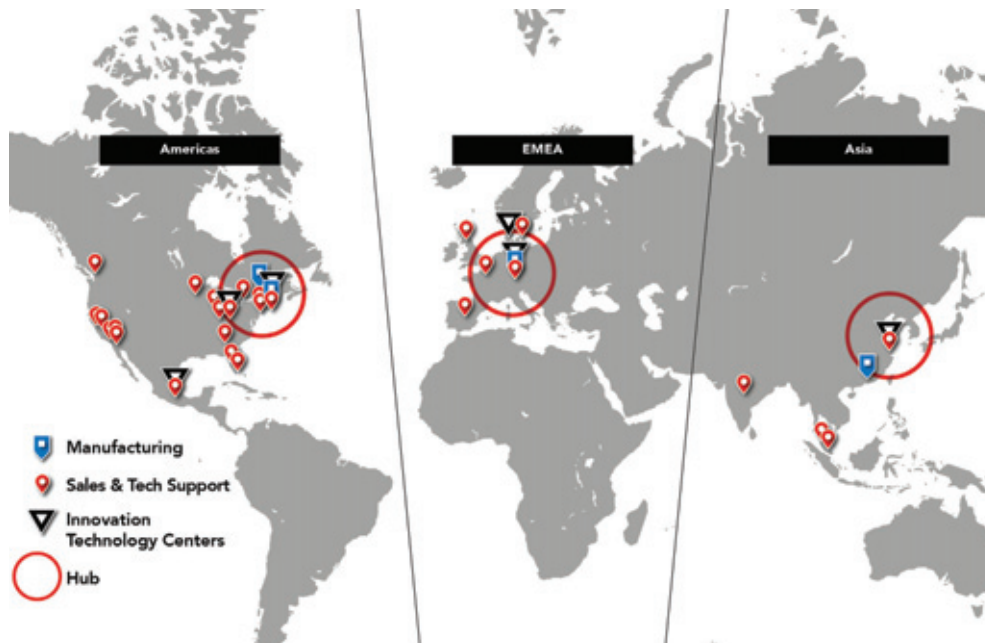 Americas
EMEA
Asia
Manufacturing
Sales & Tech Support
Innovation
Technology Centers
Hub